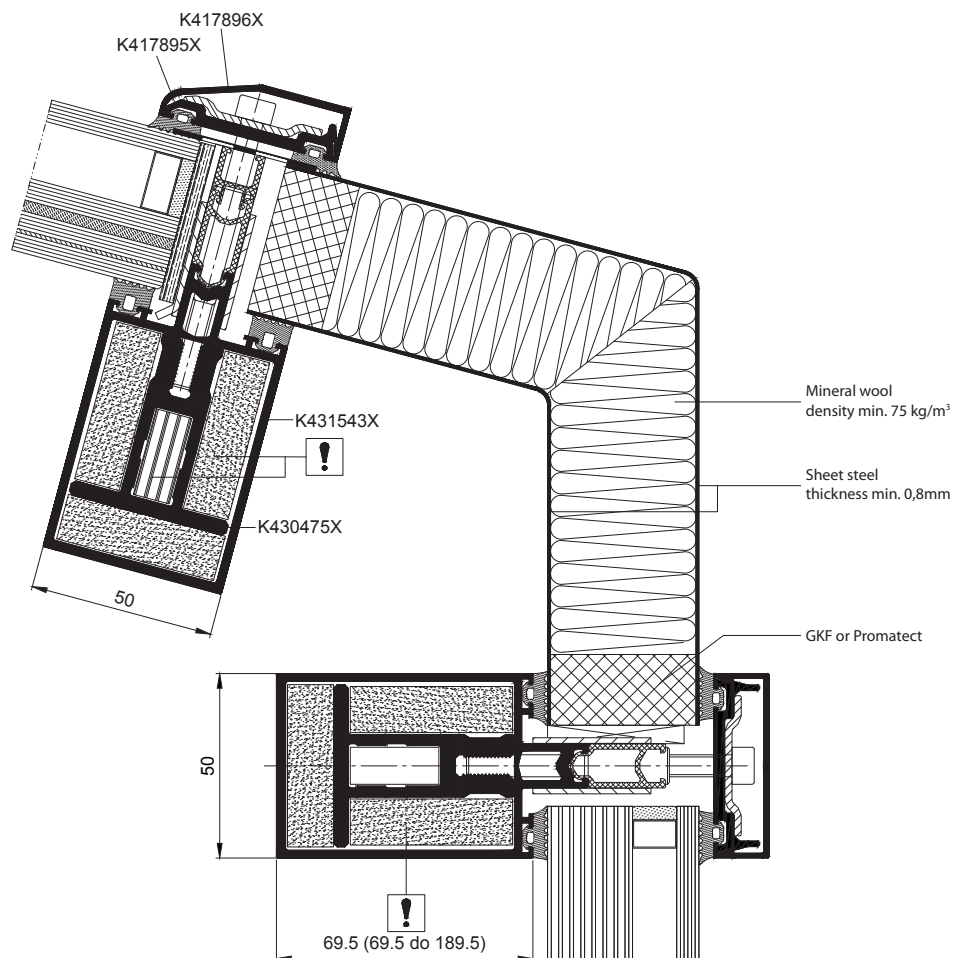 K417896X
K417895X
Mineral wool
density min. 75 kg/m³
K431543X
!
Sheet steel
thickness min. 0,8mm
K430475X
50
GKF or Promatect
50
!
69.5 (69.5 do 189.5)